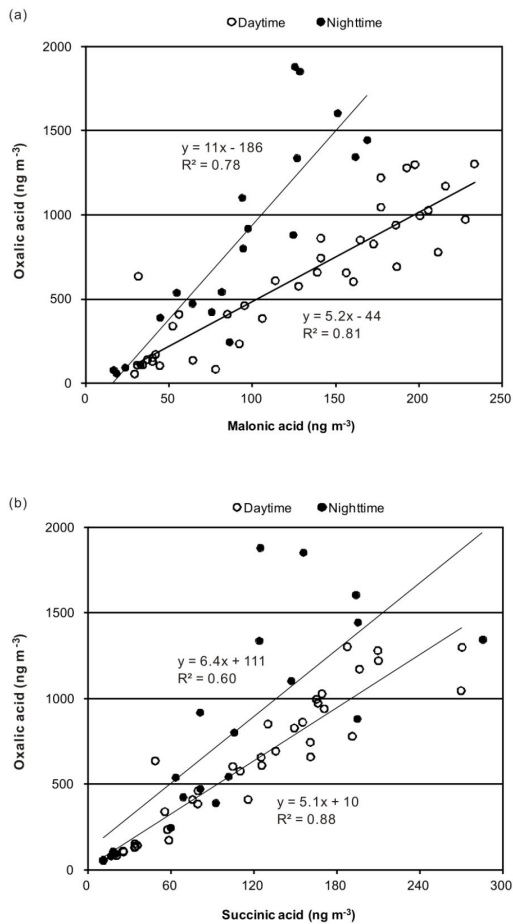 (a)
Daytime Nighttime
2000
1500
1000
500
0
y = 11x - 186
R² = 0.78
y = 5.2x - 44
R² = 0.81
Oxalic acid (ng m⁻³)
0 50 100 150 200 250
Malonic acid (ng m⁻³)
(b)
Daytime Nighttime
2000
1500
1000
500
0
y = 6.4x + 111
R² = 0.60
y = 5.1x + 10
R² = 0.88
Oxalic acid (ng m⁻³)
0 60 120 180 240 300
Succinic acid (ng m⁻³)